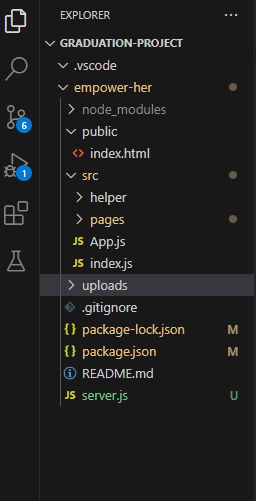 EXPLORER ...
GRADUATION-PROJECT
.vscode
empower-her
node_modules
public
<> index.html
src
helper
pages
JS App.js
JS index.js
uploads
.gitignore
{ } package-lock.json M
{ } package.json M
README.md
JS server.js U
6
1